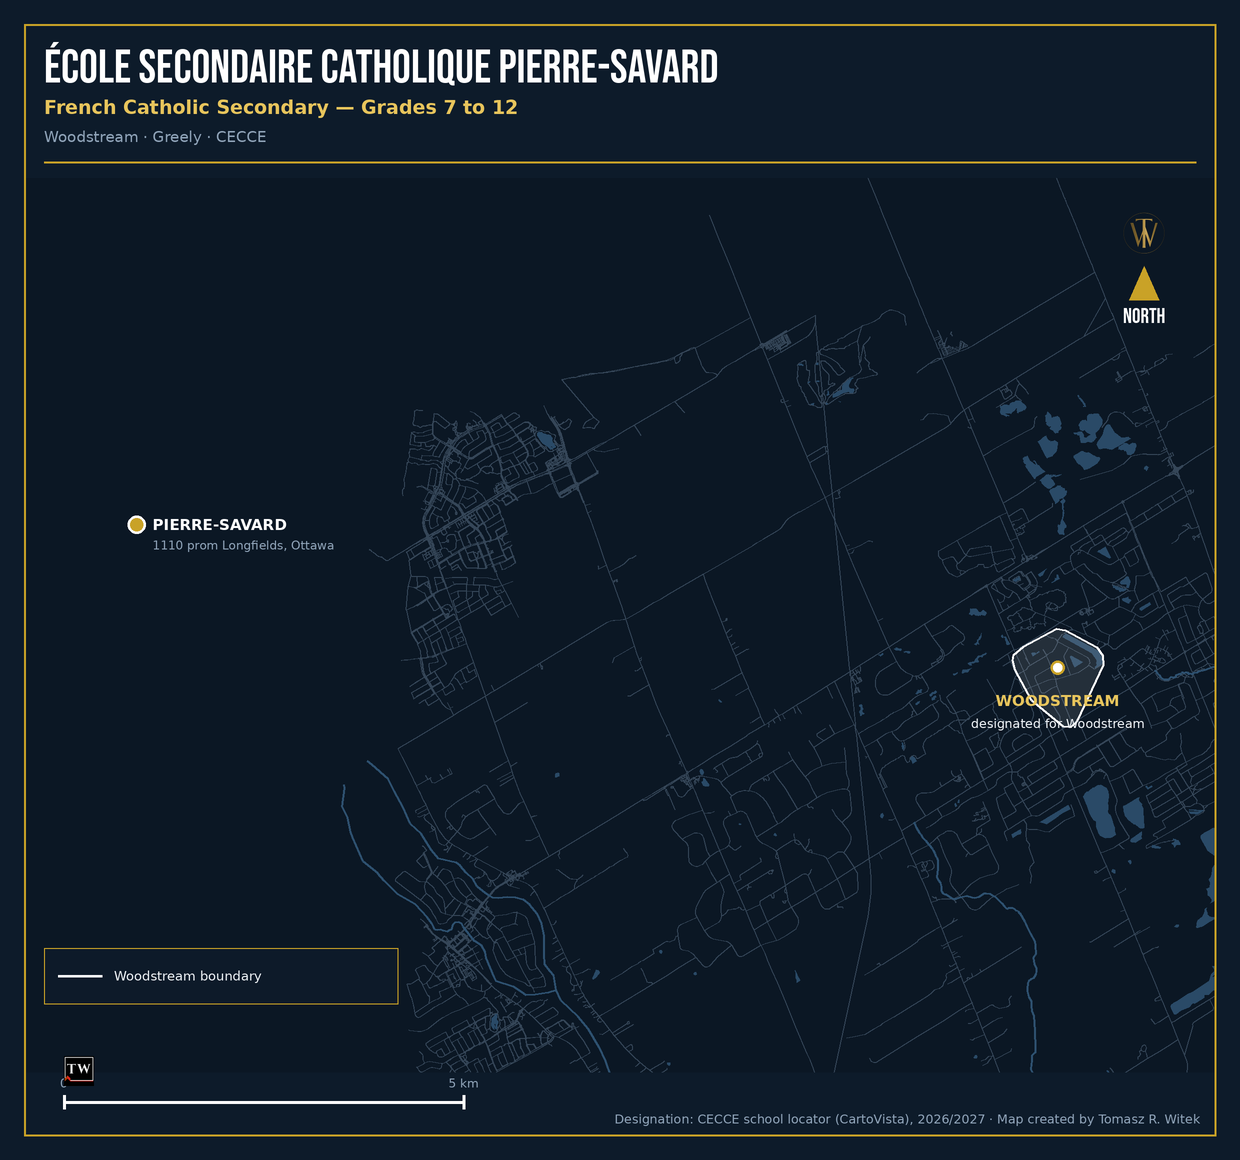 ÉCOLE SECONDAIRE CATHOLIQUE PIERRE-SAVARD
French Catholic Secondary — Grades 7 to 12
Woodstream · Greely · CECCE
TW
NORTH
PIERRE-SAVARD
1110 prom Longfields, Ottawa
WOODSTREAM
designated for Woodstream
Woodstream boundary
TW
5 km
Designation: CECCE school locator (CartoVista), 2026/2027 · Map created by Tomasz R. Witek